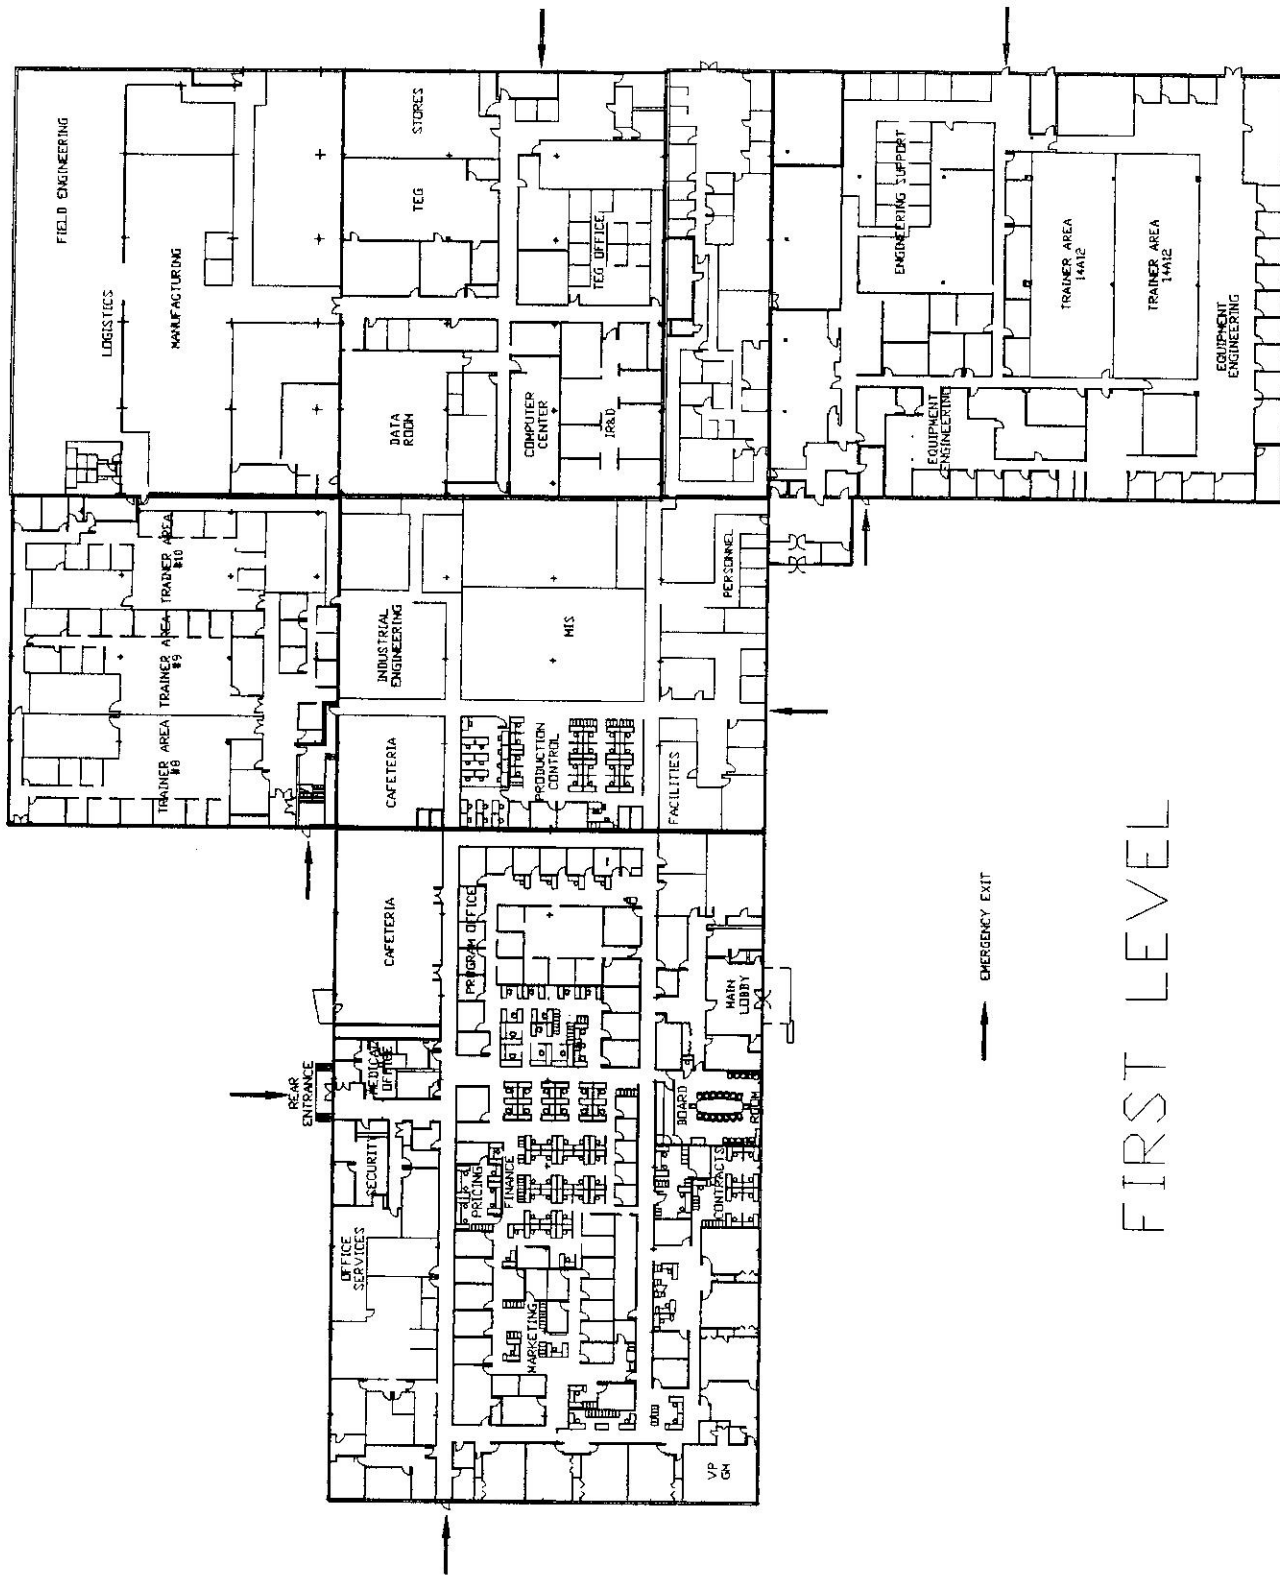 FIELD ENGINEERING
LOGISTICS
MANUFACTURING
STORES
TEG
TEG OFFICE
DATA
ROOM
COMPUTER
CENTER
IR&D
ENGINEERING SUPPORT
TRAINER AREA
14A12
TRAINER AREA
14A12
EQUIPMENT
ENGINEERING
EQUIPMENT
ENGINEERING
TRAINER AREA
#10
TRAINER AREA
#9
TRAINER AREA
#8
INDUSTRIAL
ENGINEERING
MIS
PERSONNEL
CAFETERIA
PRODUCTION
CONTROL
FACILITIES
CAFETERIA
PROGRAM OFFICE
MAIN
LOBBY
REAR
ENTRANCE
MEDICAL
OFFICE
SECURITY
OFFICE
SERVICES
PRICING
FINANCE
BOARD
ROOM
CONTRACTS
MARKETING
VP
GM
EMERGENCY EXIT
FIRST LEVEL